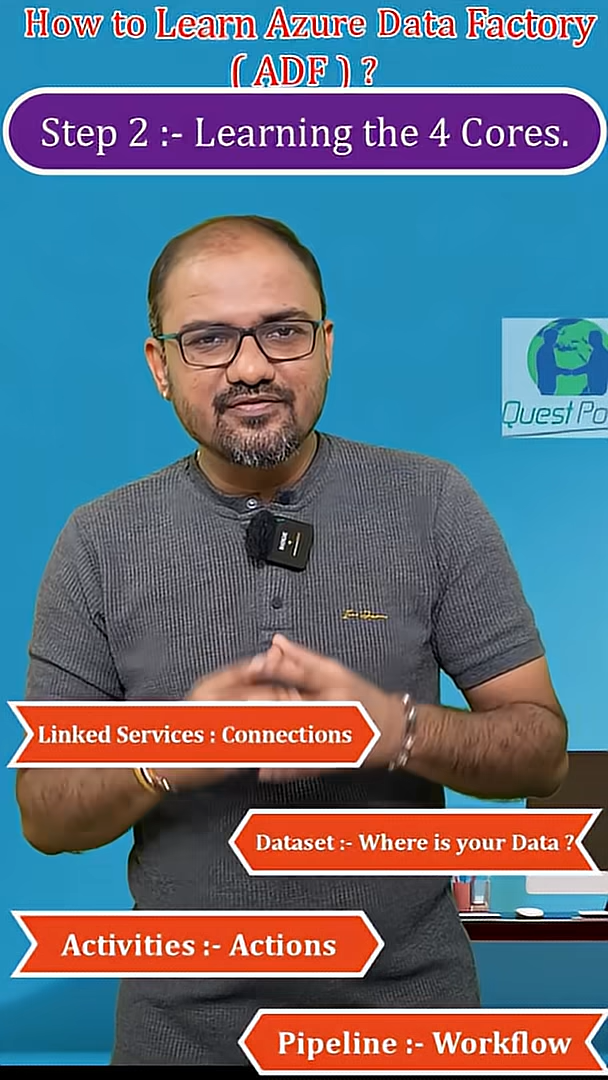 How to Learn Azure Data Factory
( ADF ) ?
Step 2 :- Learning the 4 Cores.
Quest Po
Linked Services : Connections
Dataset :- Where is your Data ?
Activities :- Actions
Pipeline :- Workflow